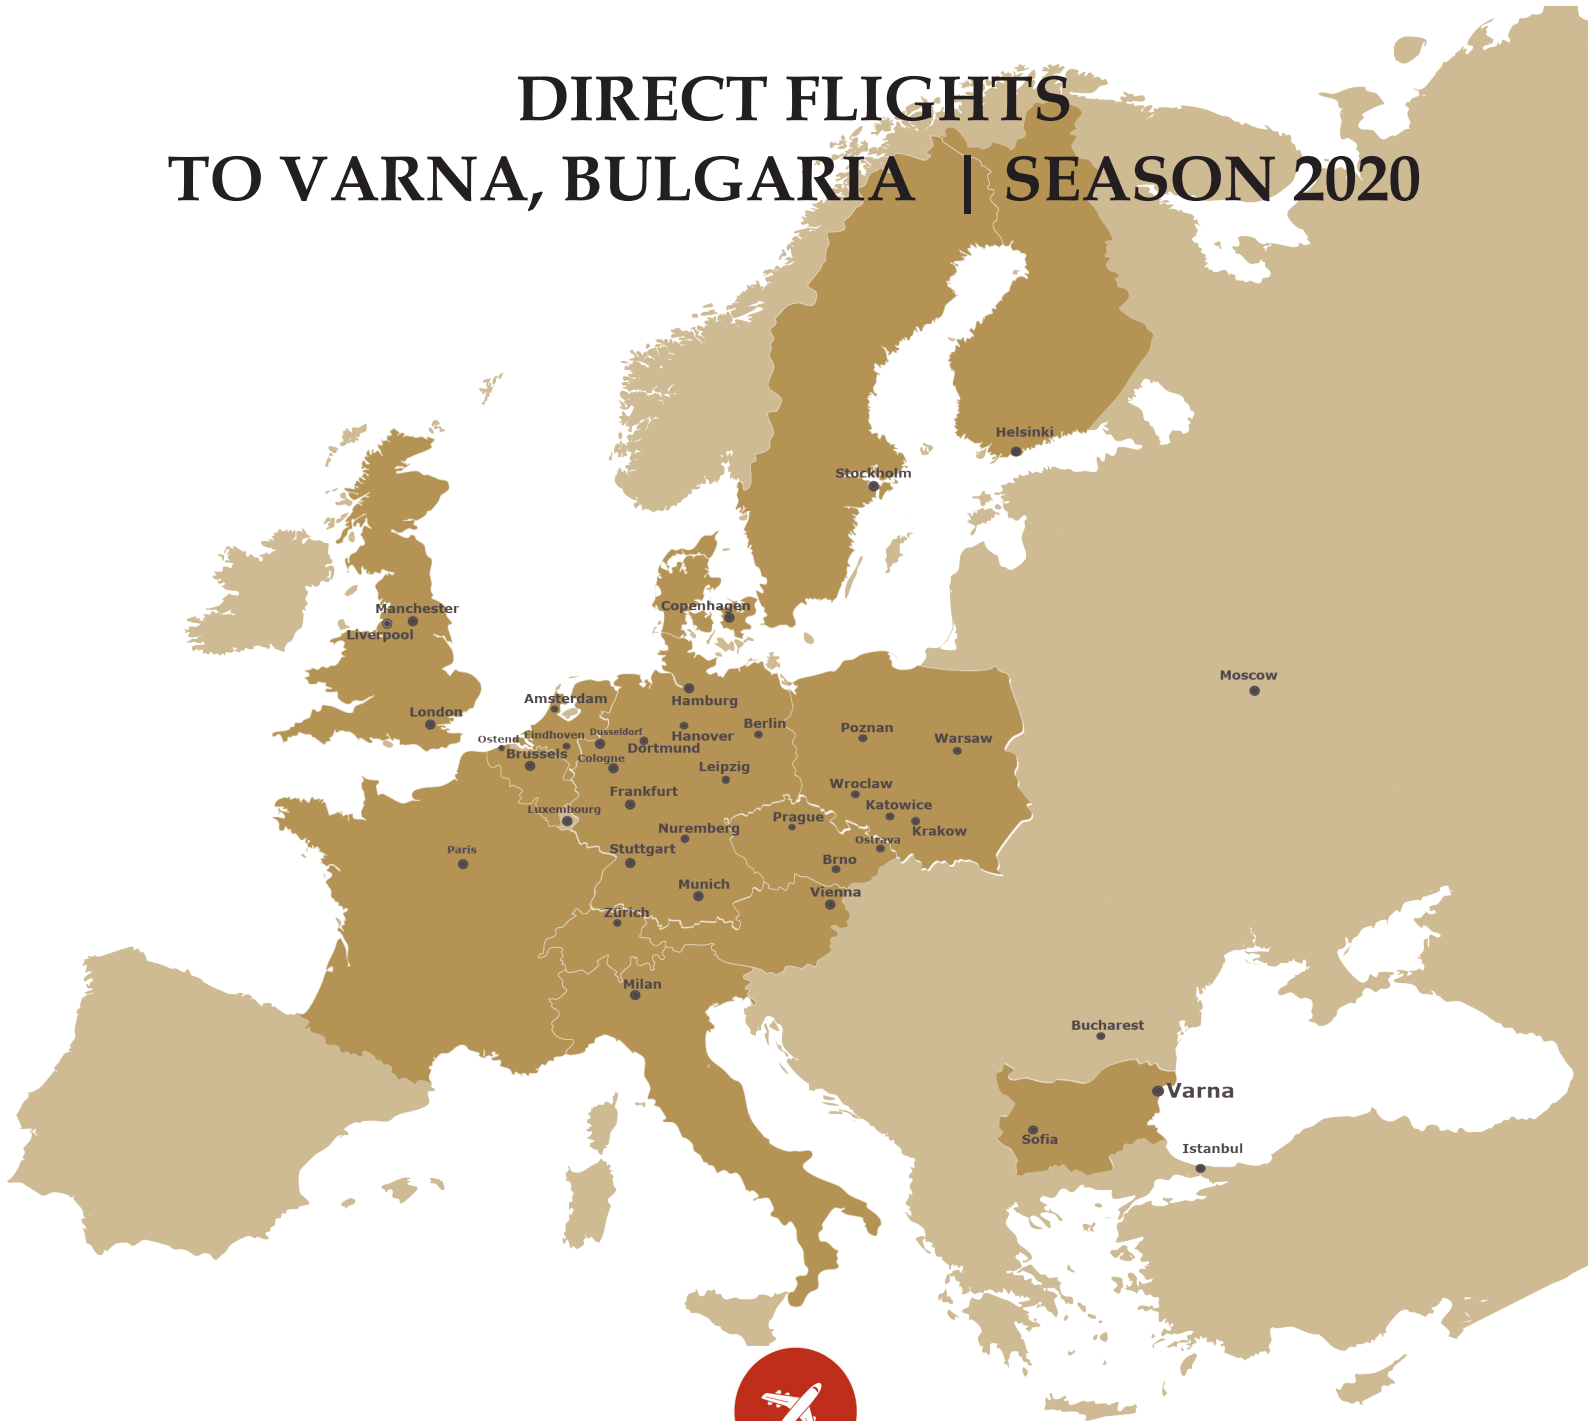 DIRECT FLIGHTS
TO VARNA, BULGARIA | SEASON 2020
Helsinki
Stockholm
Copenhagen
Manchester
Liverpool
Moscow
Amsterdam
Hamburg
London
Berlin
Poznan
Ostend
Eindhoven
Dusseldorf
Hanover
Warsaw
Dortmund
Brussels
Cologne
Leipzig
Wroclaw
Frankfurt
Katowice
Luxembourg
Prague
Nuremberg
Krakow
Ostrava
Paris
Stuttgart
Brno
Munich
Vienna
Zürich
Milan
Bucharest
Varna
Sofia
Istanbul